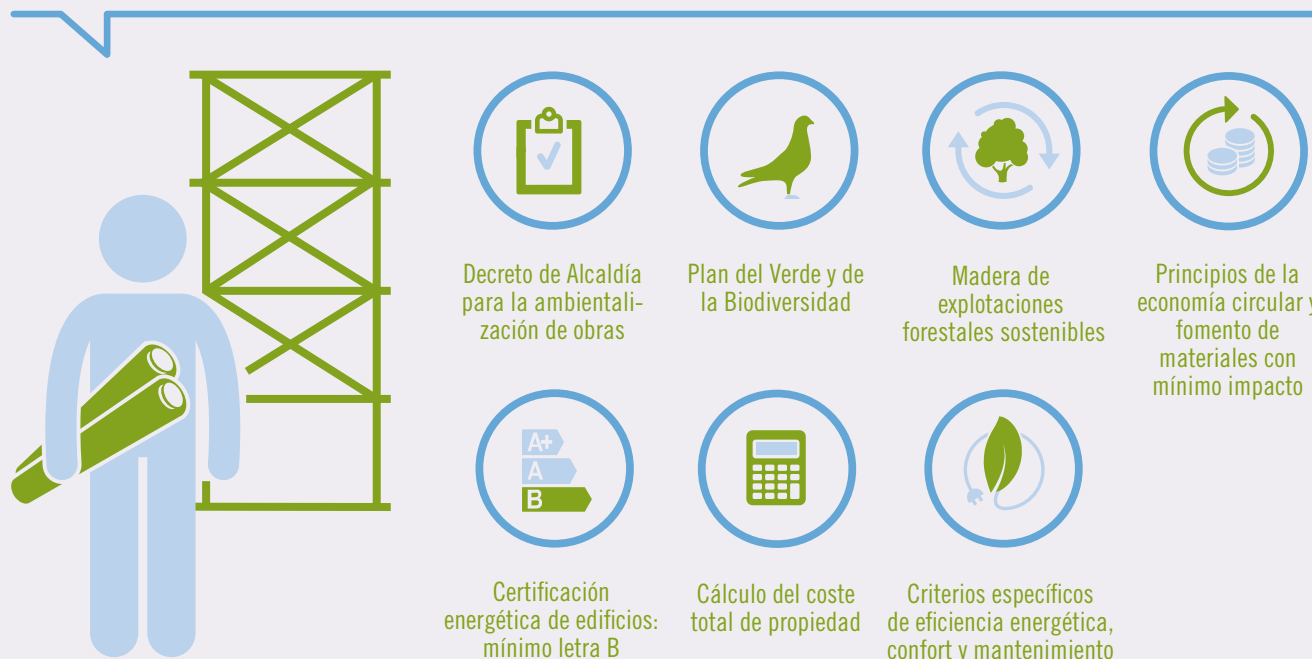 Decreto de Alcaldía
para la ambientali-
zación de obras
Plan del Verde y de
la Biodiversidad
Madera de
explotaciones
forestales sostenibles
Principios de la
economía circular y
fomento de
materiales con
mínimo impacto
A+
A
B
Certificación
energética de edificios:
mínimo letra B
Cálculo del coste
total de propiedad
Criterios específicos
de eficiencia energética,
confort y mantenimiento